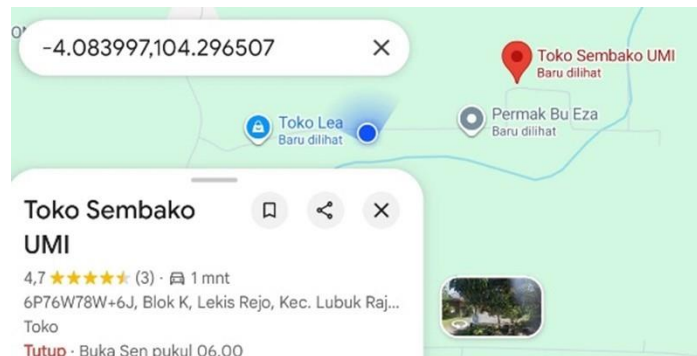 -4.083997,104.296507
Toko Sembako UMI
Baru dilihat
Toko Lea
Baru dilihat
Permak Bu Eza
Baru dilihat
Toko Sembako
UMI
4,7 (3) · 1 mnt
6P76W78W+6J, Blok K, Lekis Rejo, Kec. Lubuk Raj...
Toko
Tutup · Buka Sen pukul 06.00